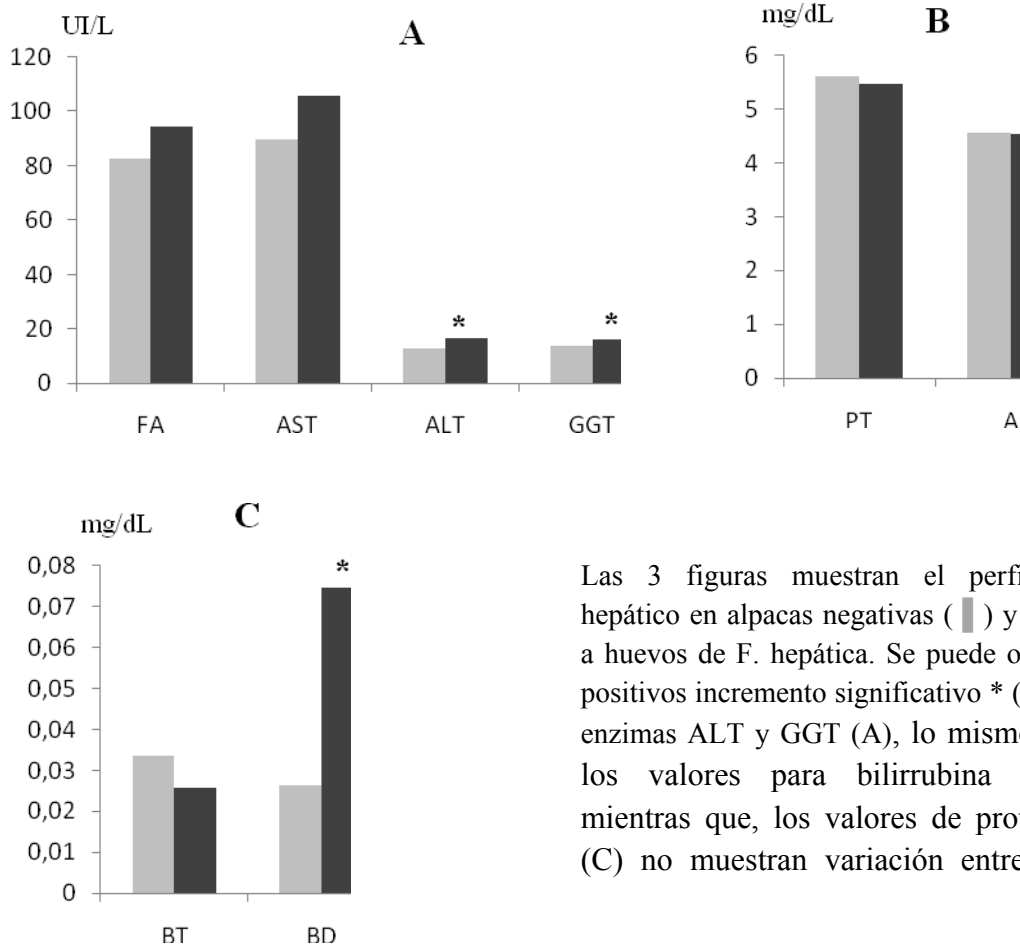 UI/L
A
120
100
80
60
40
20
0
*
*
FA AST ALT GGT
mg/dL
B
6
5
4
3
2
1
0
PT A
mg/dL
C
0,08
0,07
0,06
0,05
0,04
0,03
0,02
0,01
0
*
BT BD
Las 3 figuras muestran el perfi
hepático en alpacas negativas ( ) y
a huevos de F. hepática. Se puede o
positivos incremento significativo * (
enzimas ALT y GGT (A), lo mismo
los valores para bilirrubina
mientras que, los valores de prot
(C) no muestran variación entre